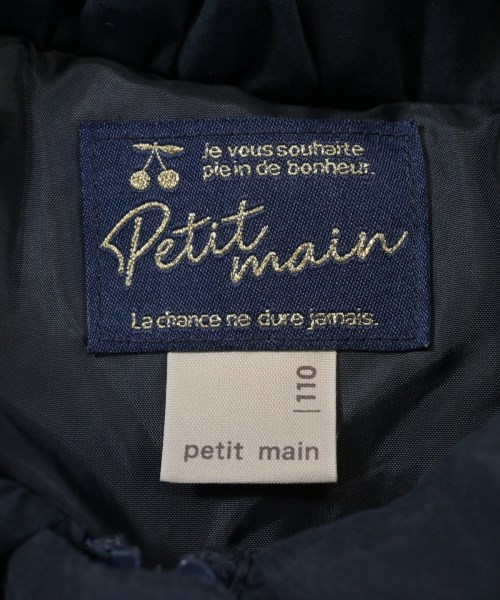 Je vous souhaite
plein de bonheur.
Petit
main
La chance ne dure jamais.
110
petit main